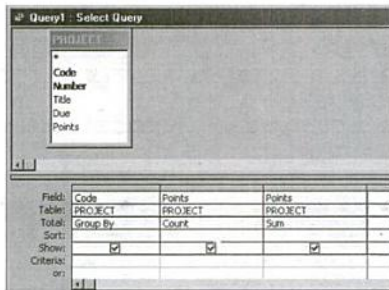 Query1 : Select Query
PROJECT
*
Code
Number
Title
Due
Points
Field: Code Points Points
Table: PROJECT PROJECT PROJECT
Total: Group By Count Sum
Sort:
Show:
Criteria:
or: